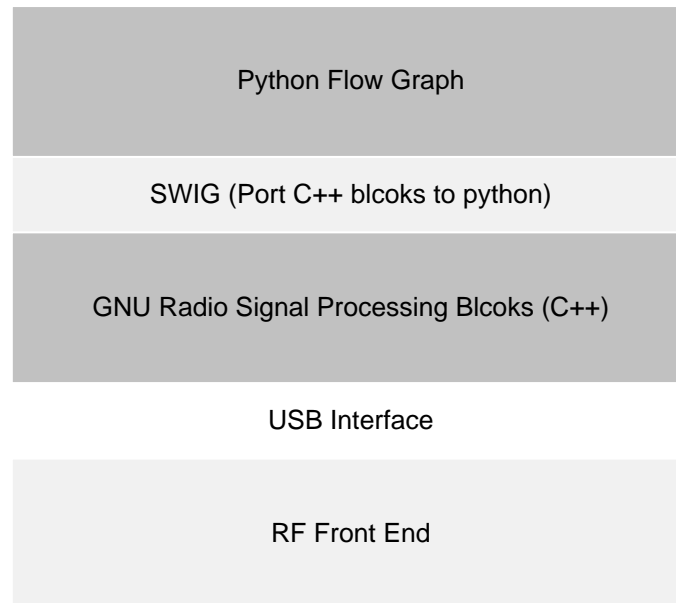 Python Flow Graph
SWIG (Port C++ blcoks to python)
GNU Radio Signal Processing Blcoks (C++)
USB Interface
RF Front End